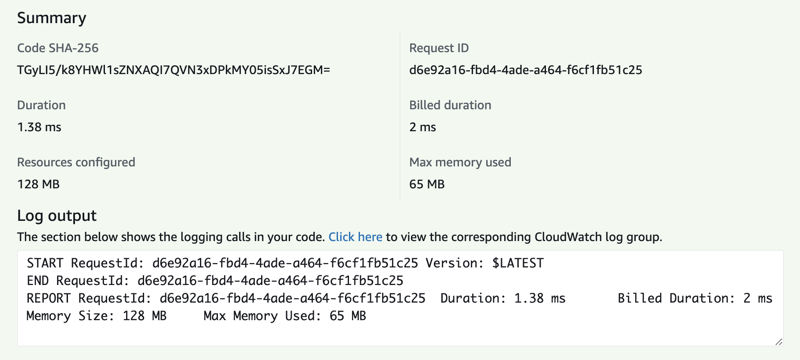 Summary
Code SHA-256
TGyLI5/k8YHWl1sZNXAQI7QVN3xDPkMY05isSxJ7EGM=
Request ID
d6e92a16-fbd4-4ade-a464-f6cf1fb51c25
Duration
1.38 ms
Billed duration
2 ms
Resources configured
128 MB
Max memory used
65 MB
Log output
The section below shows the logging calls in your code. Click here to view the corresponding CloudWatch log group.
START RequestId: d6e92a16-fbd4-4ade-a464-f6cf1fb51c25 Version: $LATEST
END RequestId: d6e92a16-fbd4-4ade-a464-f6cf1fb51c25
REPORT RequestId: d6e92a16-fbd4-4ade-a464-f6cf1fb51c25 Duration: 1.38 ms Billed Duration: 2 ms
Memory Size: 128 MB Max Memory Used: 65 MB